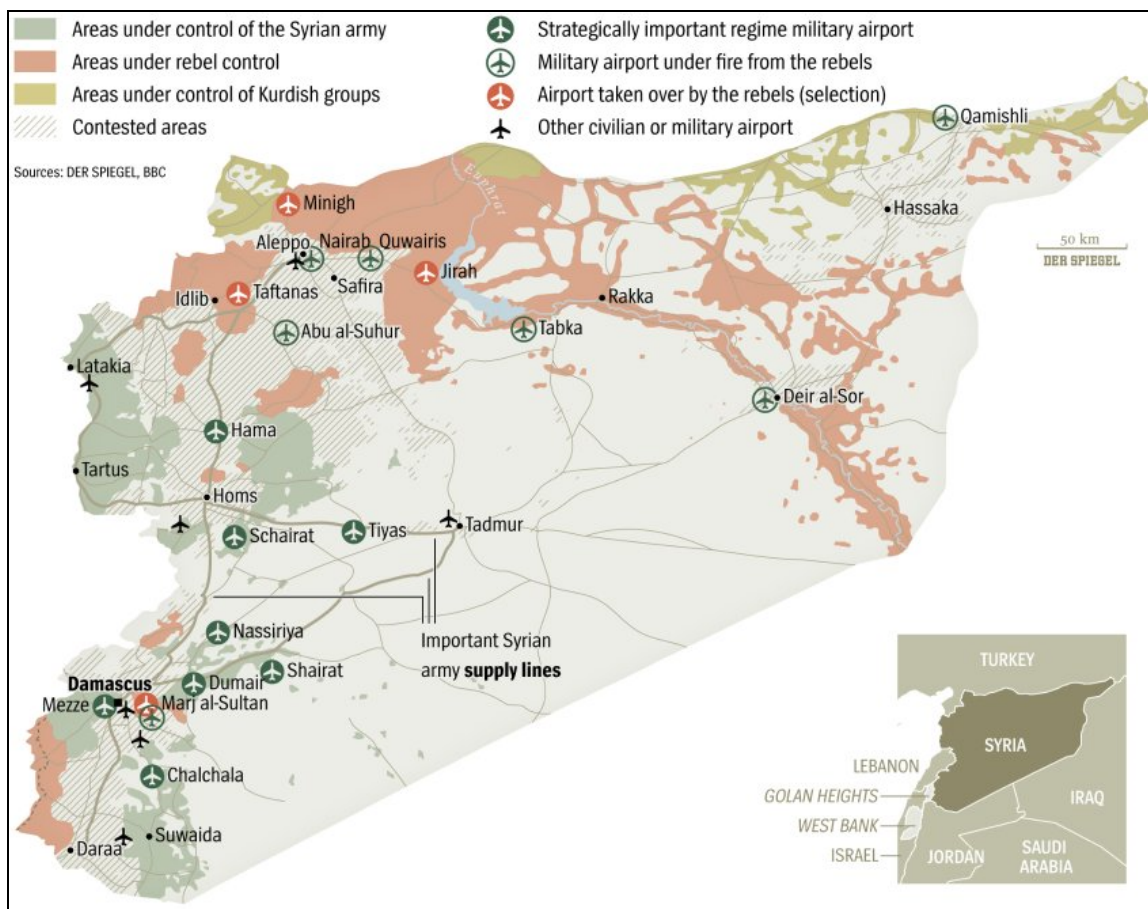 Areas under control of the Syrian army
Areas under rebel control
Areas under control of Kurdish groups
Contested areas
Sources: DER SPIEGEL, BBC
Strategically important regime military airport
Military airport under fire from the rebels
Airport taken over by the rebels (selection)
Other civilian or military airport
Qamishli
Euphrat
Minigh
Hassaka
Aleppo
Nairab
Quwairis
50 km
DER SPIEGEL
Jirah
Safira
Idlib
Taftanas
Rakka
Abu al-Suhur
Tabka
Latakia
Deir al-Sor
Hama
Tartus
Homs
Schairat
Tiyas
Tadmur
Nassiriya
Important Syrian
army supply lines
Shairat
Damascus
Dumair
Mezze
Marj al-Sultan
Chalchala
Suwaida
Daraa
TURKEY
SYRIA
LEBANON
GOLAN HEIGHTS
IRAQ
WEST BANK
ISRAEL
JORDAN
SAUDI
ARABIA